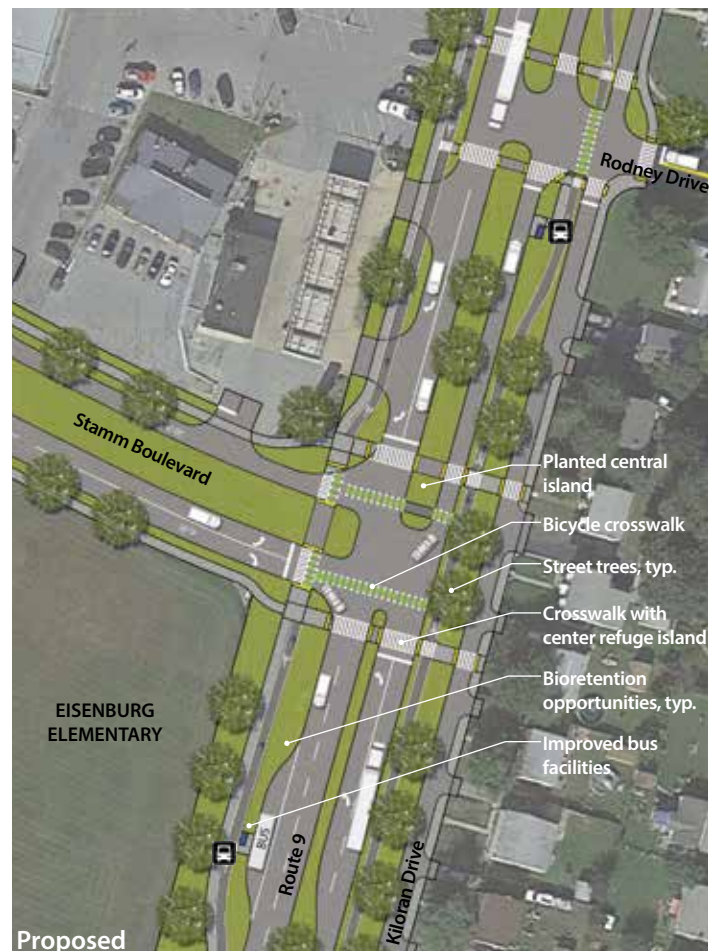 Rodney Drive
Stamm Boulevard
Planted central
island
Bicycle crosswalk
Street trees, typ.
Crosswalk with
center refuge island
Bioretention
opportunities, typ.
Improved bus
facilities
EISENBURG
ELEMENTARY
BUS
Route 9
Kiloran Drive
Proposed